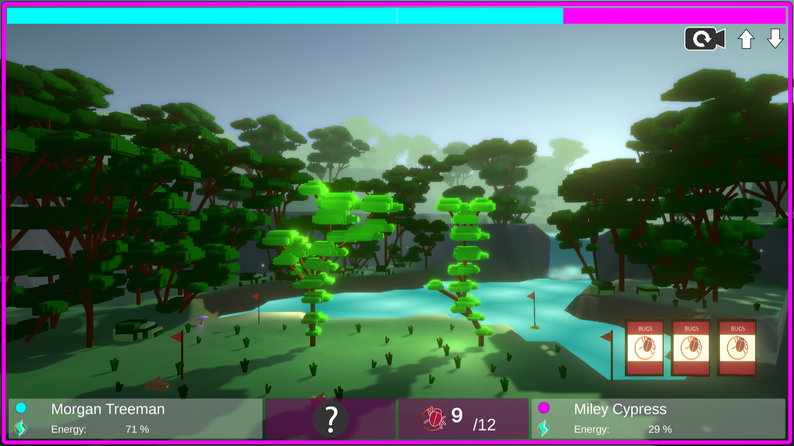 BUGS BUGS BUGS
Morgan Treeman
Energy: 71 %
?
9 /12
Miley Cypress
Energy: 29 %